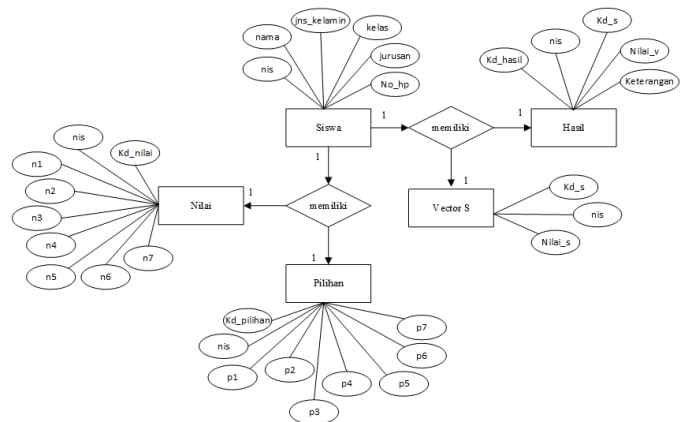 Kd_s
jns_kelamin
kelas
nama
nis
Nilai_v
jurusan
Kd_hasil
nis
No_hp
Keterangan
Siswa
1
memiliki
1
Hasil
nis
1
1
Kd_nilai
n1
Kd_s
n2
1
Nilai
memiliki
Vector S
nis
n3
n4
Nilai_s
n7
n5
n6
1
Pilihan
Kd_pilihan
p7
nis
p6
p1
p2
p4
p5
p3